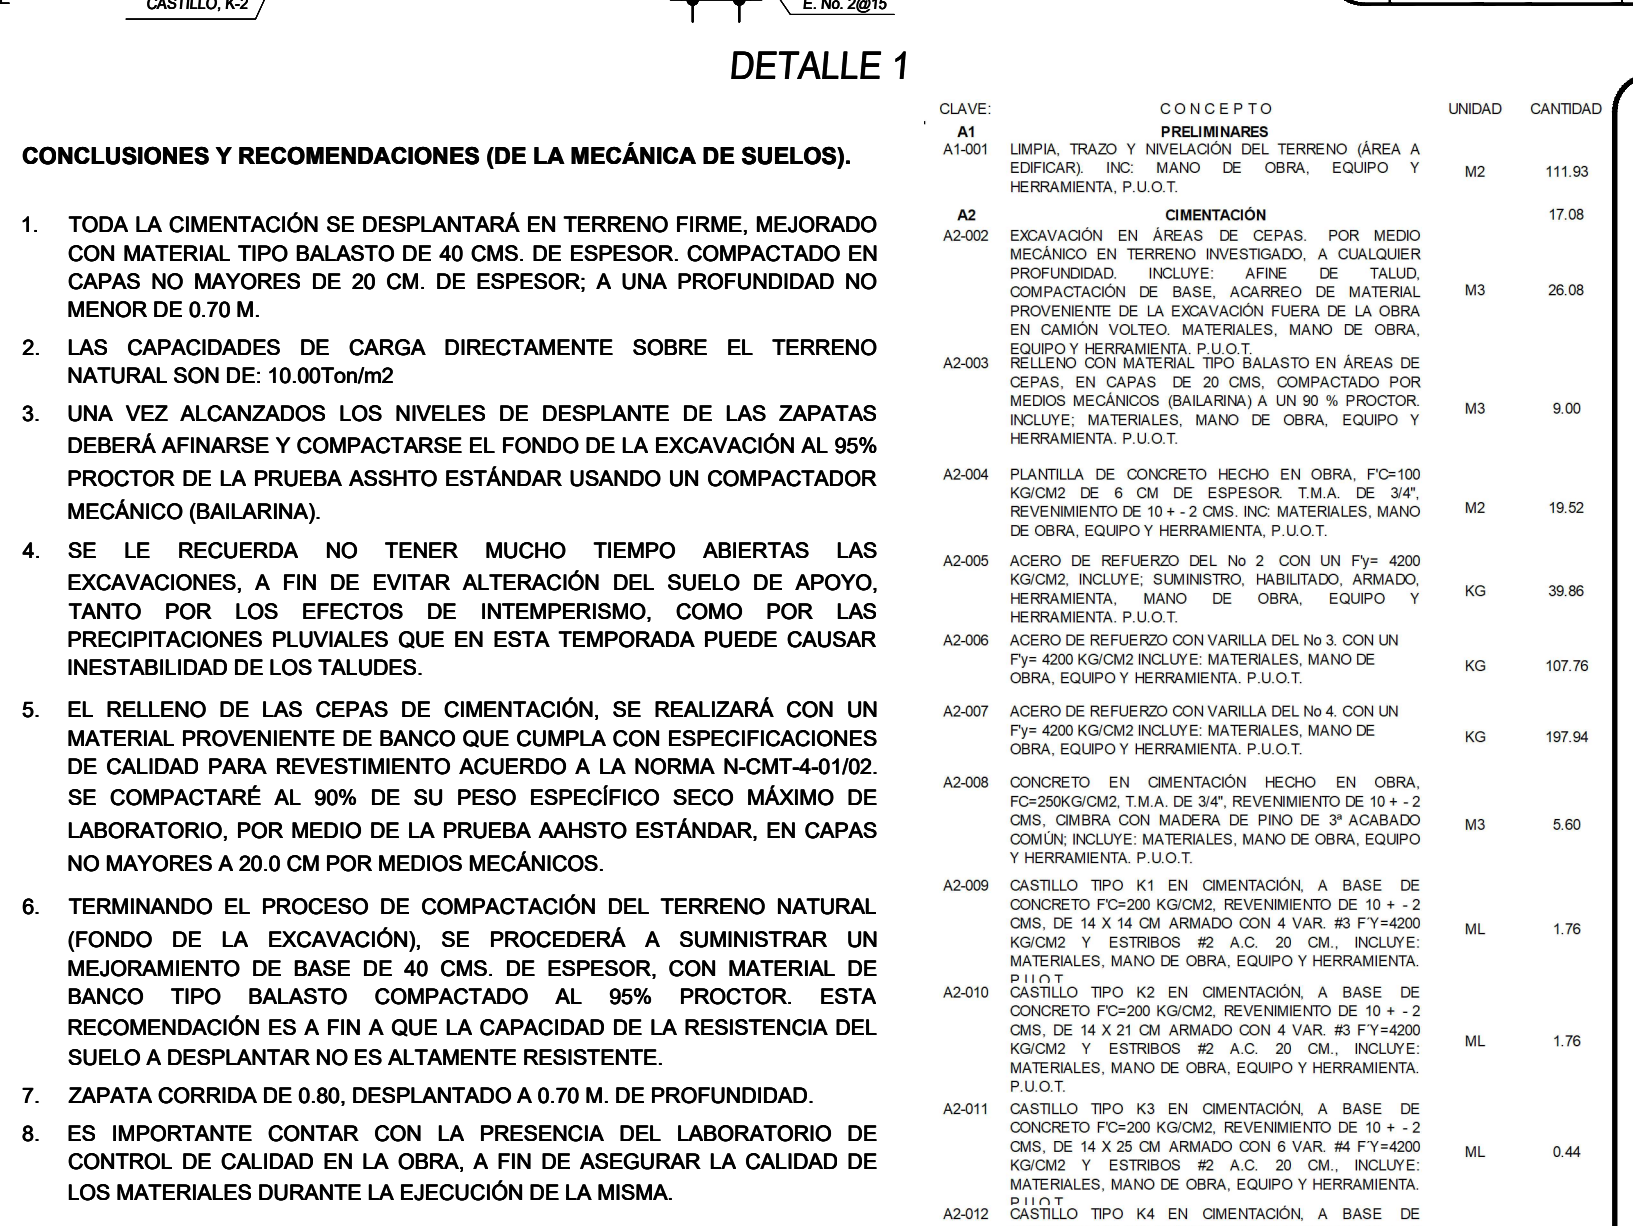 CASTILLO, K-2
E. No. 2@15
DETALLE 1
CONCLUSIONES Y RECOMENDACIONES (DE LA MECÁNICA DE SUELOS).
1. TODA LA CIMENTACIÓN SE DESPLANTARÁ EN TERRENO FIRME, MEJORADO
CON MATERIAL TIPO BALASTO DE 40 CMS. DE ESPESOR. COMPACTADO EN
CAPAS NO MAYORES DE 20 CM. DE ESPESOR; A UNA PROFUNDIDAD NO
MENOR DE 0.70 M.
2. LAS CAPACIDADES DE CARGA DIRECTAMENTE SOBRE EL TERRENO
NATURAL SON DE: 10.00Ton/m2
3. UNA VEZ ALCANZADOS LOS NIVELES DE DESPLANTE DE LAS ZAPATAS
DEBERÁ AFINARSE Y COMPACTARSE EL FONDO DE LA EXCAVACIÓN AL 95%
PROCTOR DE LA PRUEBA ASSHTO ESTÁNDAR USANDO UN COMPACTADOR
MECÁNICO (BAILARINA).
4. SE LE RECUERDA NO TENER MUCHO TIEMPO ABIERTAS LAS
EXCAVACIONES, A FIN DE EVITAR ALTERACIÓN DEL SUELO DE APOYO,
TANTO POR LOS EFECTOS DE INTEMPERISMO, COMO POR LAS
PRECIPITACIONES PLUVIALES QUE EN ESTA TEMPORADA PUEDE CAUSAR
INESTABILIDAD DE LOS TALUDES.
5. EL RELLENO DE LAS CEPAS DE CIMENTACIÓN, SE REALIZARÁ CON UN
MATERIAL PROVENIENTE DE BANCO QUE CUMPLA CON ESPECIFICACIONES
DE CALIDAD PARA REVESTIMIENTO ACUERDO A LA NORMA N-CMT-4-01/02.
SE COMPACTARÉ AL 90% DE SU PESO ESPECÍFICO SECO MÁXIMO DE
LABORATORIO, POR MEDIO DE LA PRUEBA AAHSTO ESTÁNDAR, EN CAPAS
NO MAYORES A 20.0 CM POR MEDIOS MECÁNICOS.
6. TERMINANDO EL PROCESO DE COMPACTACIÓN DEL TERRENO NATURAL
(FONDO DE LA EXCAVACIÓN), SE PROCEDERÁ A SUMINISTRAR UN
MEJORAMIENTO DE BASE DE 40 CMS. DE ESPESOR, CON MATERIAL DE
BANCO TIPO BALASTO COMPACTADO AL 95% PROCTOR. ESTA
RECOMENDACIÓN ES A FIN A QUE LA CAPACIDAD DE LA RESISTENCIA DEL
SUELO A DESPLANTAR NO ES ALTAMENTE RESISTENTE.
7. ZAPATA CORRIDA DE 0.80, DESPLANTADO A 0.70 M. DE PROFUNDIDAD.
8. ES IMPORTANTE CONTAR CON LA PRESENCIA DEL LABORATORIO DE
CONTROL DE CALIDAD EN LA OBRA, A FIN DE ASEGURAR LA CALIDAD DE
LOS MATERIALES DURANTE LA EJECUCIÓN DE LA MISMA.
CLAVE: CONCEPTO UNIDAD CANTIDAD
A1 PRELIMINARES
A1-001 LIMPIA, TRAZO Y NIVELACIÓN DEL TERRENO (ÁREA A
EDIFICAR). INC: MANO DE OBRA, EQUIPO Y M2 111.93
HERRAMIENTA, P.U.O.T.
A2 CIMENTACIÓN 17.08
A2-002 EXCAVACIÓN EN ÁREAS DE CEPAS. POR MEDIO
MECÁNICO EN TERRENO INVESTIGADO, A CUALQUIER
PROFUNDIDAD. INCLUYE: AFINE DE TALUD,
COMPACTACIÓN DE BASE, ACARREO DE MATERIAL M3 26.08
PROVENIENTE DE LA EXCAVACIÓN FUERA DE LA OBRA
EN CAMIÓN VOLTEO. MATERIALES, MANO DE OBRA,
EQUIPO Y HERRAMIENTA. P.U.O.T.
A2-003 RELLENO CON MATERIAL TIPO BALASTO EN ÁREAS DE
CEPAS, EN CAPAS DE 20 CMS, COMPACTADO POR
MEDIOS MECÁNICOS (BAILARINA) A UN 90 % PROCTOR. M3 9.00
INCLUYE; MATERIALES, MANO DE OBRA, EQUIPO Y
HERRAMIENTA. P.U.O.T.
A2-004 PLANTILLA DE CONCRETO HECHO EN OBRA, F'C=100
KG/CM2 DE 6 CM DE ESPESOR. T.M.A. DE 3/4",
REVENIMIENTO DE 10 + - 2 CMS. INC: MATERIALES, MANO M2 19.52
DE OBRA, EQUIPO Y HERRAMIENTA, P.U.O.T.
A2-005 ACERO DE REFUERZO DEL No 2 CON UN F'y= 4200
KG/CM2, INCLUYE; SUMINISTRO, HABILITADO, ARMADO, KG 39.86
HERRAMIENTA, MANO DE OBRA, EQUIPO Y
HERRAMIENTA. P.U.O.T.
A2-006 ACERO DE REFUERZO CON VARILLA DEL No 3. CON UN
F'y= 4200 KG/CM2 INCLUYE: MATERIALES, MANO DE KG 107.76
OBRA, EQUIPO Y HERRAMIENTA. P.U.O.T.
A2-007 ACERO DE REFUERZO CON VARILLA DEL No 4. CON UN
F'y= 4200 KG/CM2 INCLUYE: MATERIALES, MANO DE KG 197.94
OBRA, EQUIPO Y HERRAMIENTA. P.U.O.T.
A2-008 CONCRETO EN CIMENTACIÓN HECHO EN OBRA,
FC=250KG/CM2, T.M.A. DE 3/4", REVENIMIENTO DE 10 + - 2
CMS, CIMBRA CON MADERA DE PINO DE 3ª ACABADO M3 5.60
COMÚN; INCLUYE: MATERIALES, MANO DE OBRA, EQUIPO
Y HERRAMIENTA. P.U.O.T.
A2-009 CASTILLO TIPO K1 EN CIMENTACIÓN, A BASE DE
CONCRETO F'C=200 KG/CM2, REVENIMIENTO DE 10 + - 2
CMS, DE 14 X 14 CM ARMADO CON 4 VAR. #3 F´Y=4200 ML 1.76
KG/CM2 Y ESTRIBOS #2 A.C. 20 CM., INCLUYE:
MATERIALES, MANO DE OBRA, EQUIPO Y HERRAMIENTA.
P.U.O.T.
A2-010 CASTILLO TIPO K2 EN CIMENTACIÓN, A BASE DE
CONCRETO F'C=200 KG/CM2, REVENIMIENTO DE 10 + - 2
CMS, DE 14 X 21 CM ARMADO CON 4 VAR. #3 F´Y=4200 ML 1.76
KG/CM2 Y ESTRIBOS #2 A.C. 20 CM., INCLUYE:
MATERIALES, MANO DE OBRA, EQUIPO Y HERRAMIENTA.
P.U.O.T.
A2-011 CASTILLO TIPO K3 EN CIMENTACIÓN, A BASE DE
CONCRETO F'C=200 KG/CM2, REVENIMIENTO DE 10 + - 2
CMS, DE 14 X 25 CM ARMADO CON 6 VAR. #4 F´Y=4200 ML 0.44
KG/CM2 Y ESTRIBOS #2 A.C. 20 CM., INCLUYE:
MATERIALES, MANO DE OBRA, EQUIPO Y HERRAMIENTA.
P.U.O.T.
A2-012 CASTILLO TIPO K4 EN CIMENTACIÓN, A BASE DE